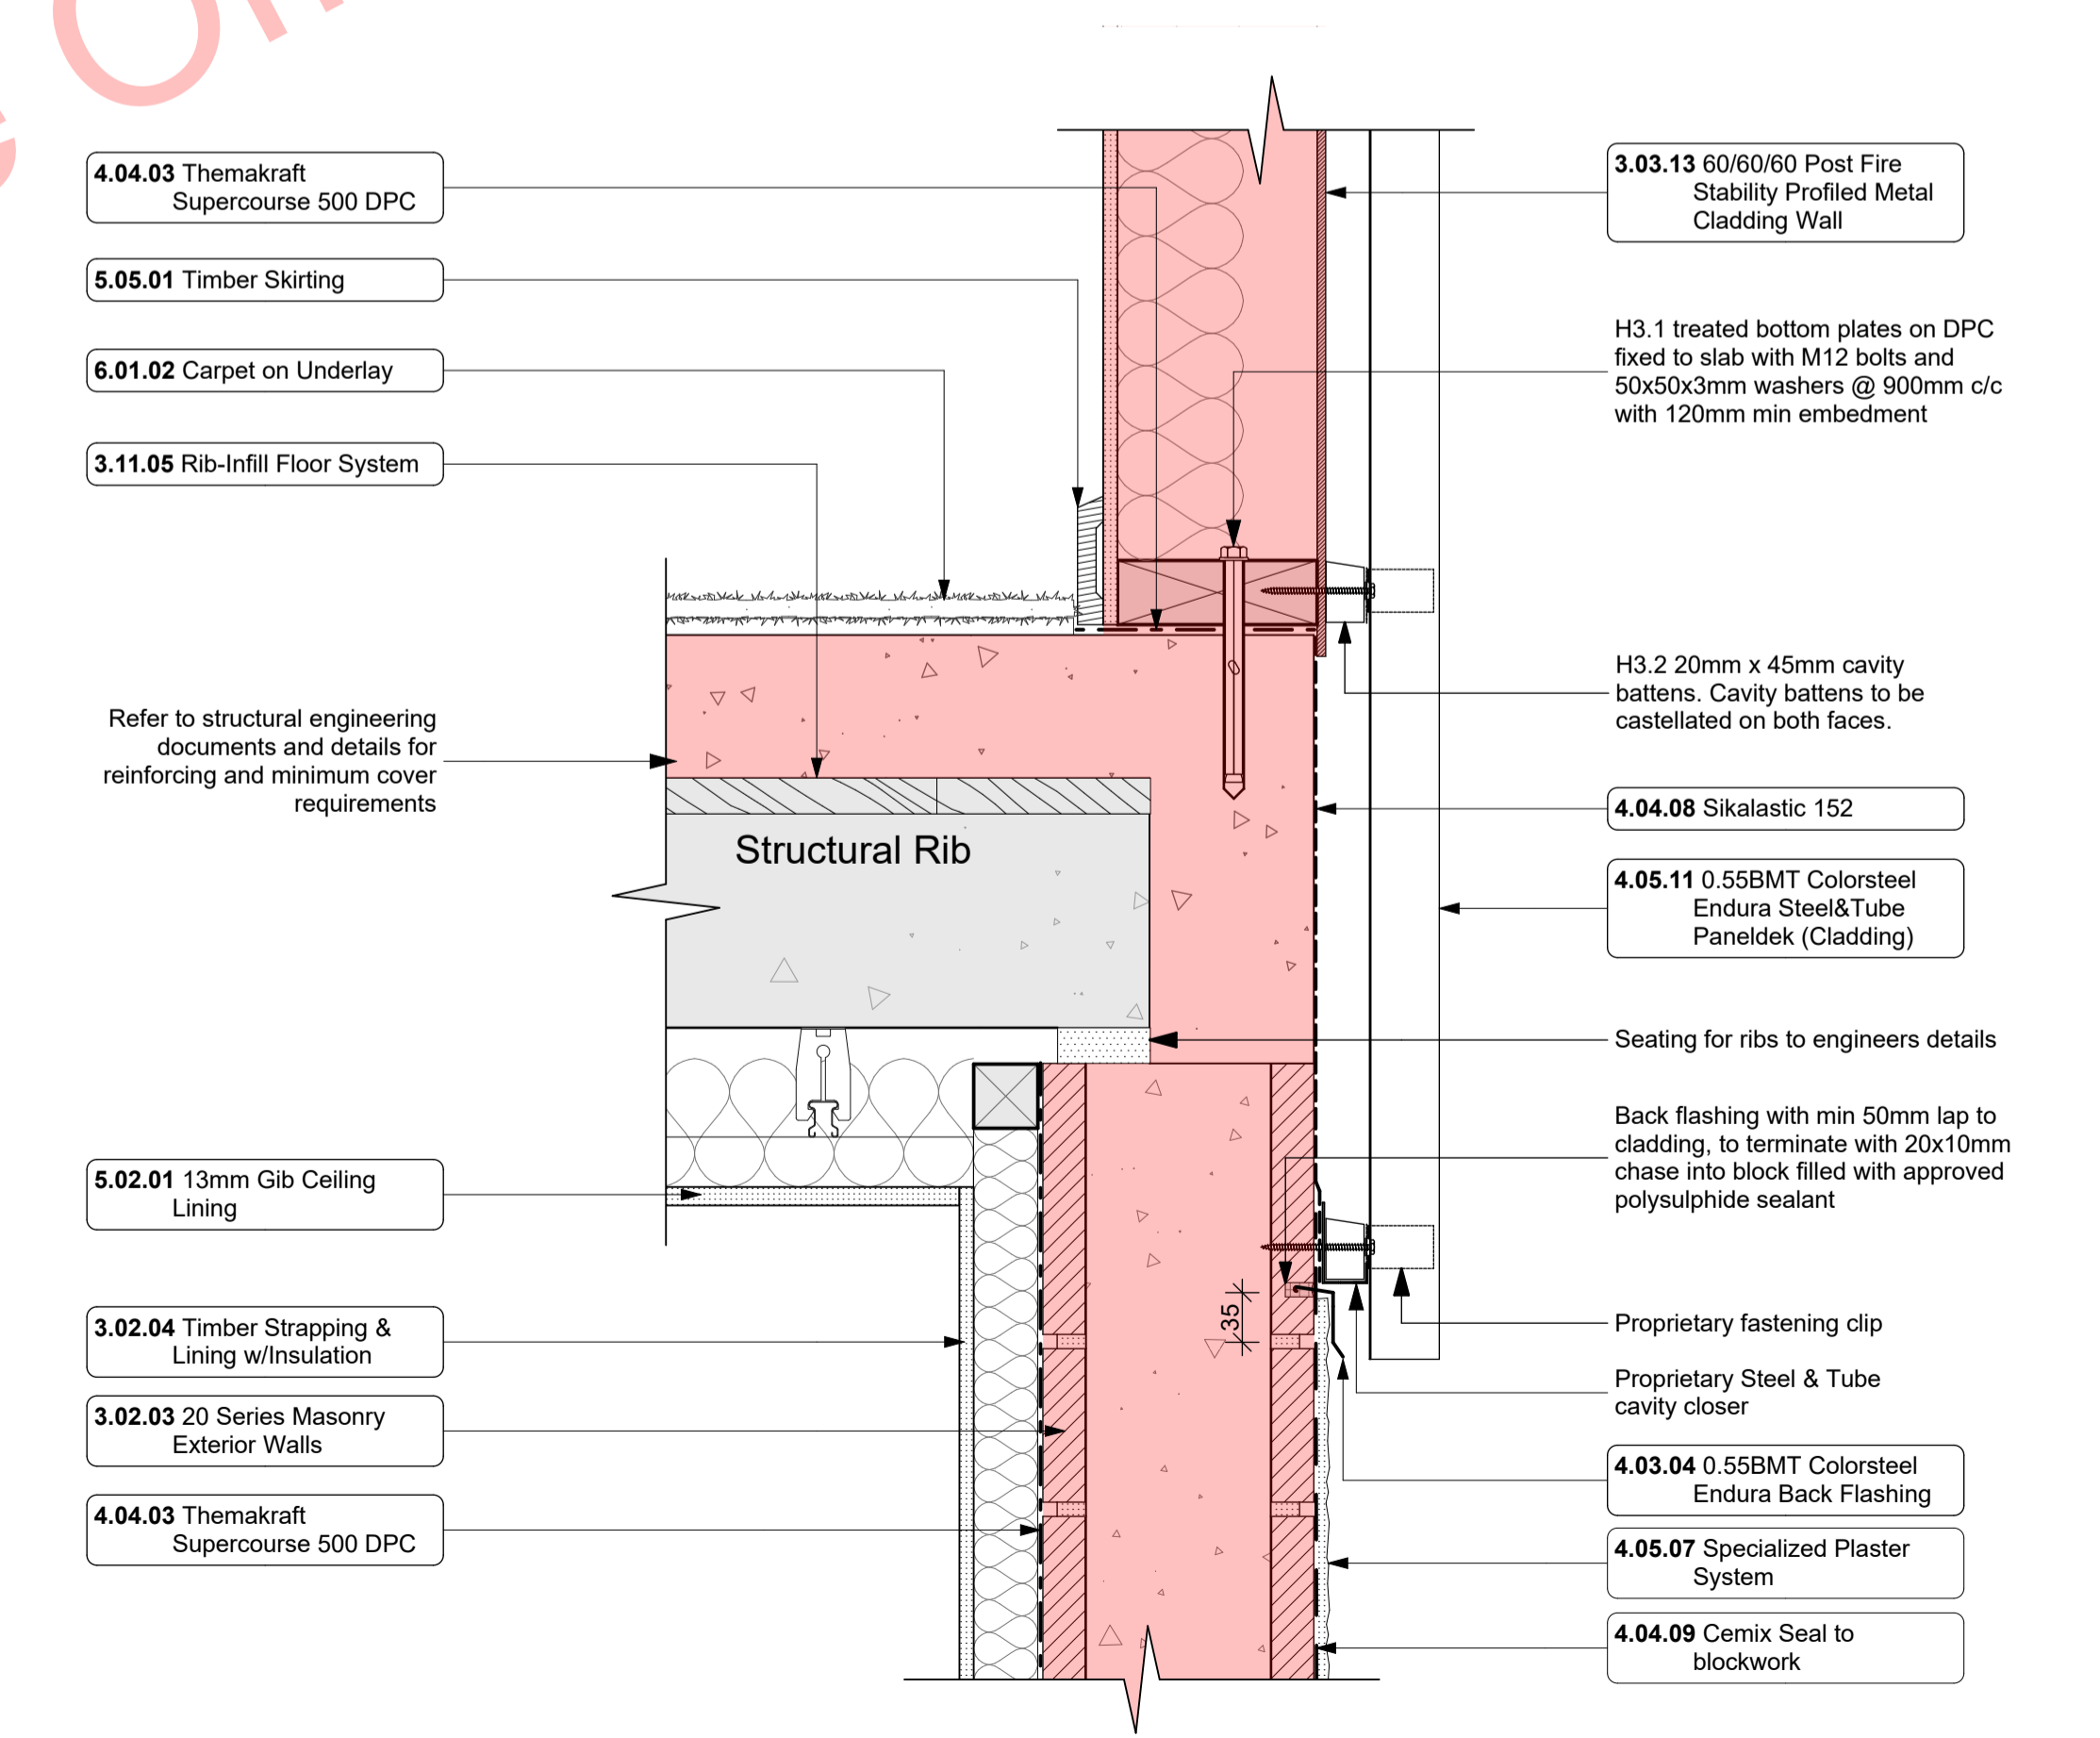 4.04.03 Themakraft
Supercourse 500 DPC
5.05.01 Timber Skirting
6.01.02 Carpet on Underlay
3.11.05 Rib-Infill Floor System
Refer to structural engineering
documents and details for
reinforcing and minimum cover
requirements
5.02.01 13mm Gib Ceiling
Lining
3.02.04 Timber Strapping &
Lining w/Insulation
3.02.03 20 Series Masonry
Exterior Walls
4.04.03 Themakraft
Supercourse 500 DPC
Structural Rib
35
3.03.13 60/60/60 Post Fire
Stability Profiled Metal
Cladding Wall
H3.1 treated bottom plates on DPC
fixed to slab with M12 bolts and
50x50x3mm washers @ 900mm c/c
with 120mm min embedment
H3.2 20mm x 45mm cavity
battens. Cavity battens to be
castellated on both faces.
4.04.08 Sikalastic 152
4.05.11 0.55BMT Colorsteel
Endura Steel&Tube
Paneldek (Cladding)
Seating for ribs to engineers details
Back flashing with min 50mm lap to
cladding, to terminate with 20x10mm
chase into block filled with approved
polysulphide sealant
Proprietary fastening clip
Proprietary Steel & Tube
cavity closer
4.03.04 0.55BMT Colorsteel
Endura Back Flashing
4.05.07 Specialized Plaster
System
4.04.09 Cemix Seal to
blockwork